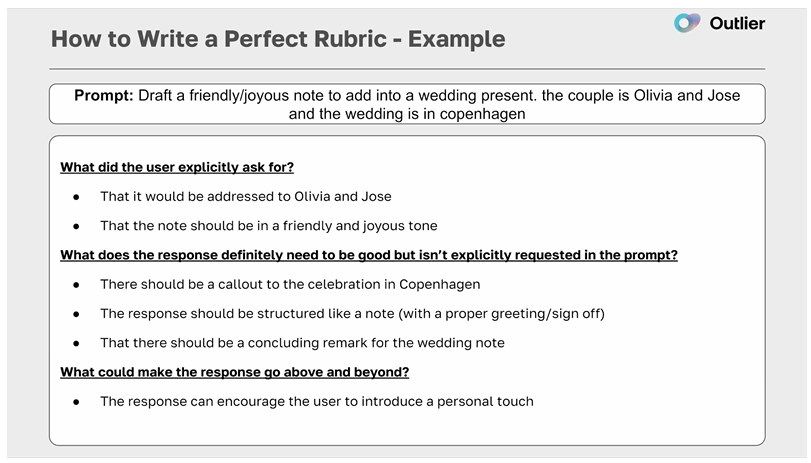 Outlier
How to Write a Perfect Rubric - Example
Prompt: Draft a friendly/joyous note to add into a wedding present. the couple is Olivia and Jose
and the wedding is in copenhagen
What did the user explicitly ask for?
● That it would be addressed to Olivia and Jose
● That the note should be in a friendly and joyous tone
What does the response definitely need to be good but isn’t explicitly requested in the prompt?
● There should be a callout to the celebration in Copenhagen
● The response should be structured like a note (with a proper greeting/sign off)
● That there should be a concluding remark for the wedding note
What could make the response go above and beyond?
● The response can encourage the user to introduce a personal touch